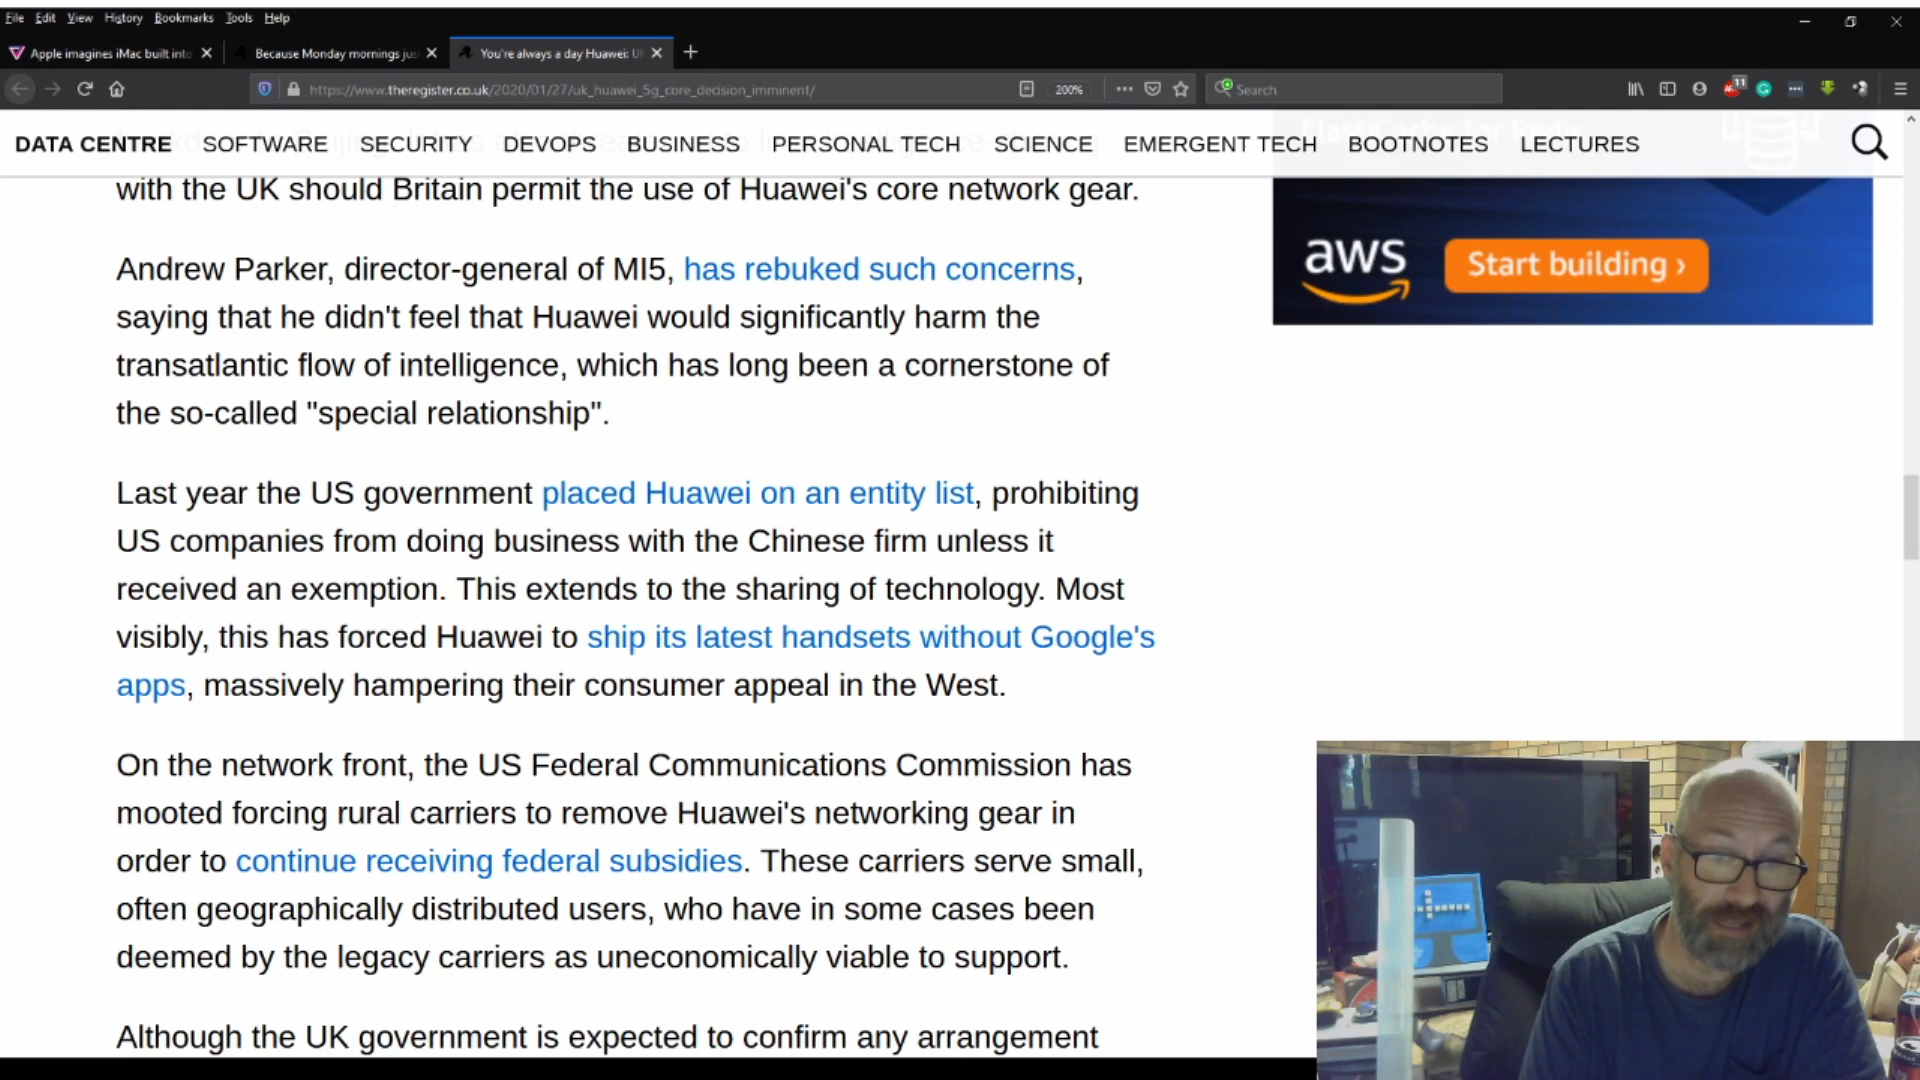 File Edit View History Bookmarks Tools Help
Apple imagines iMac built into
Because Monday mornings jus
You're always a day Huawei: U
https://www.theregister.co.uk/2020/01/27/uk_huawei_5g_core_decision_imminent/
200%
Search
11
DATA CENTRE SOFTWARE SECURITY DEVOPS BUSINESS PERSONAL TECH SCIENCE EMERGENT TECH BOOTNOTES LECTURES
with the UK should Britain permit the use of Huawei's core network gear.
aws Start building ›
Andrew Parker, director-general of MI5, has rebuked such concerns,
saying that he didn't feel that Huawei would significantly harm the
transatlantic flow of intelligence, which has long been a cornerstone of
the so-called "special relationship".
Last year the US government placed Huawei on an entity list, prohibiting
US companies from doing business with the Chinese firm unless it
received an exemption. This extends to the sharing of technology. Most
visibly, this has forced Huawei to ship its latest handsets without Google's
apps, massively hampering their consumer appeal in the West.
On the network front, the US Federal Communications Commission has
mooted forcing rural carriers to remove Huawei's networking gear in
order to continue receiving federal subsidies. These carriers serve small,
often geographically distributed users, who have in some cases been
deemed by the legacy carriers as uneconomically viable to support.
Although the UK government is expected to confirm any arrangement